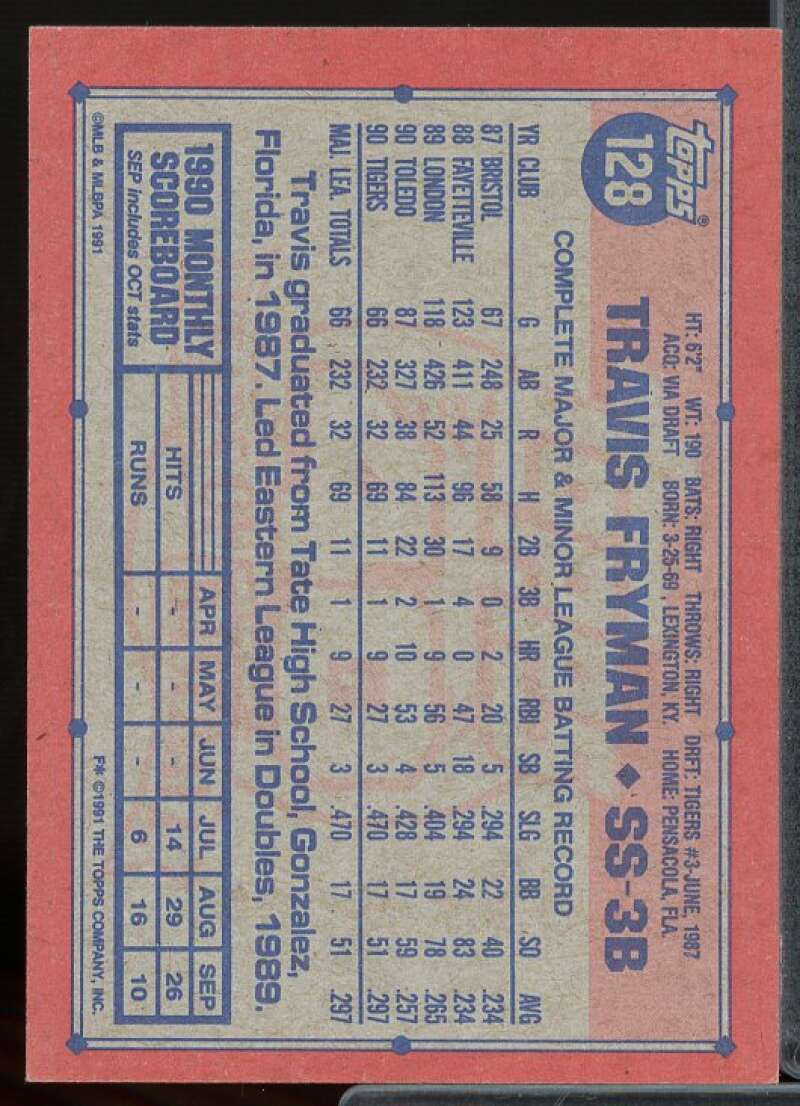 topps®
128
HT: 6'2" WT: 190 BATS: RIGHT THROWS: RIGHT DRFT: TIGERS #3-JUNE, 1987
ACQ: VIA DRAFT BORN: 3-25-69, LEXINGTON, KY. HOME: PENSACOLA, FLA.
TRAVIS FRYMAN ◆ SS-3B
COMPLETE MAJOR & MINOR LEAGUE BATTING RECORD
YR CLUB G AB R H 2B 3B HR RBI SB SLG BB SO AVG
87 BRISTOL 67 248 25 58 9 0 2 20 5 .294 22 40 .234
88 FAYETTEVILLE 123 411 44 96 17 4 0 47 18 .294 24 83 .234
89 LONDON 118 426 52 113 30 1 9 56 5 .404 19 78 .265
90 TOLEDO 87 327 38 84 22 2 10 53 4 .428 17 59 .257
90 TIGERS 66 232 32 69 11 1 9 27 3 .470 17 51 .297
MAJ. LEA. TOTALS 66 232 32 69 11 1 9 27 3 .470 17 51 .297
Travis graduated from Tate High School, Gonzalez,
Florida, in 1987. Led Eastern League in Doubles, 1989.
1990 MONTHLY
SCOREBOARD
SEP includes OCT stats
APR MAY JUN JUL AUG SEP
HITS - - - 14 29 26
RUNS - - - 6 16 10
©MLB & MLBPA 1991
F* ©1991 THE TOPPS COMPANY, INC.